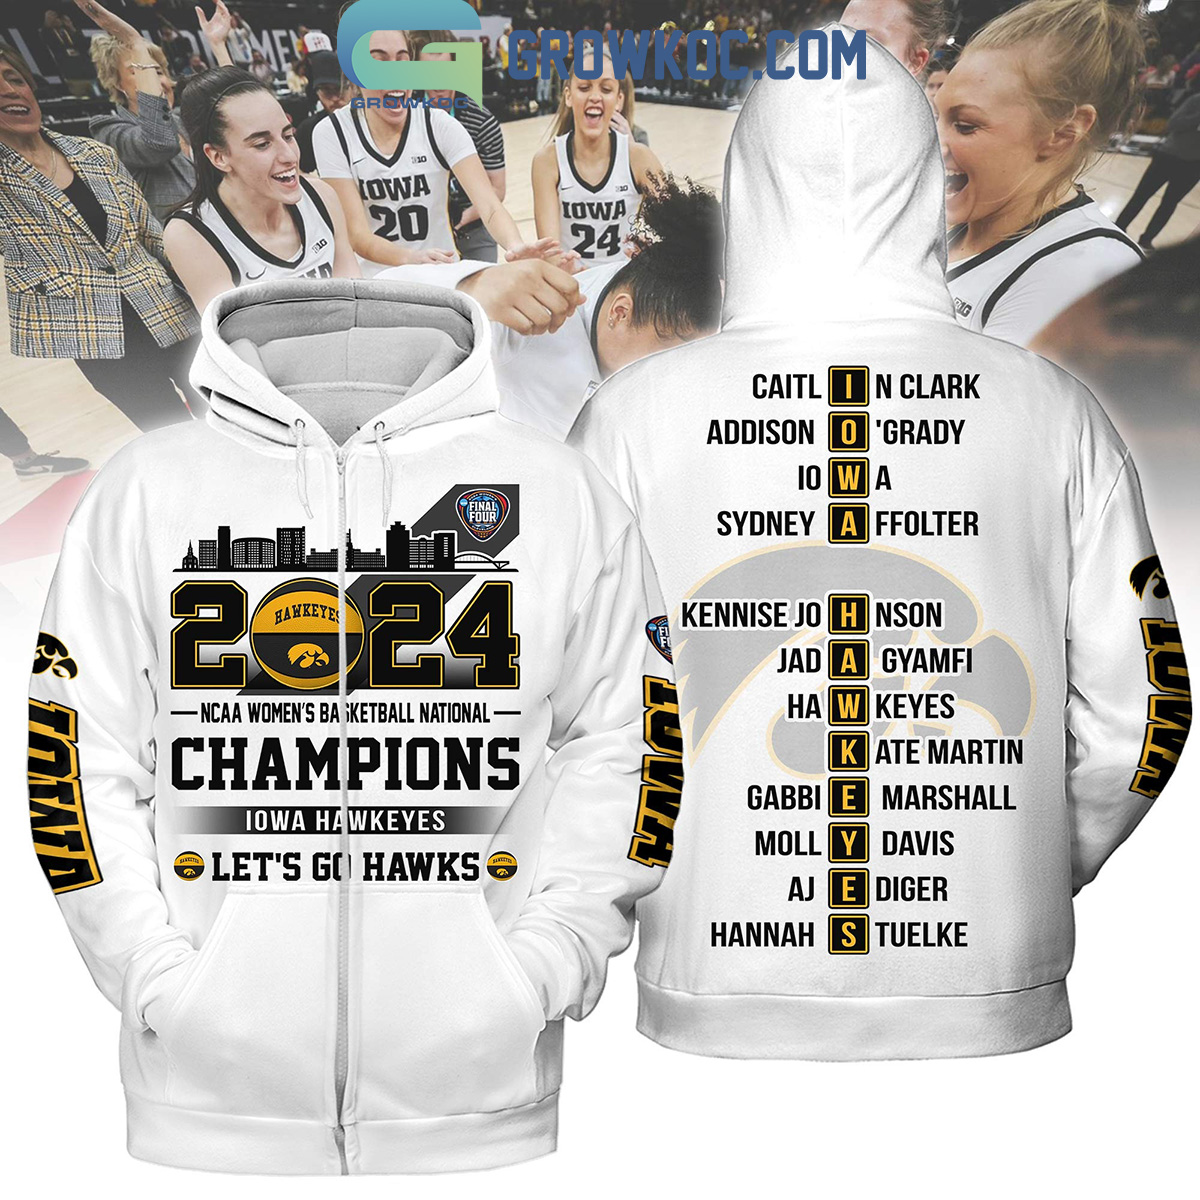 GROWKOC.COM
GROWKOC
IOWA
20
IOWA
24
FINAL
FOUR
2024
HAWKEYES
NCAA WOMEN'S BASKETBALL NATIONAL
CHAMPIONS
IOWA HAWKEYES
LET'S GO HAWKS
IOWA
IOWA
CAITLIN CLARK
ADDISON O'GRADY
IOWA
SYDNEY AFFOLTER
KENNISE JOHNSON
JADA GYAMFI
HAWKEYES
KATE MARTIN
GABBIE MARSHALL
MOLLY DAVIS
AJ EDIGER
HANNAH STUELKE
IOWA